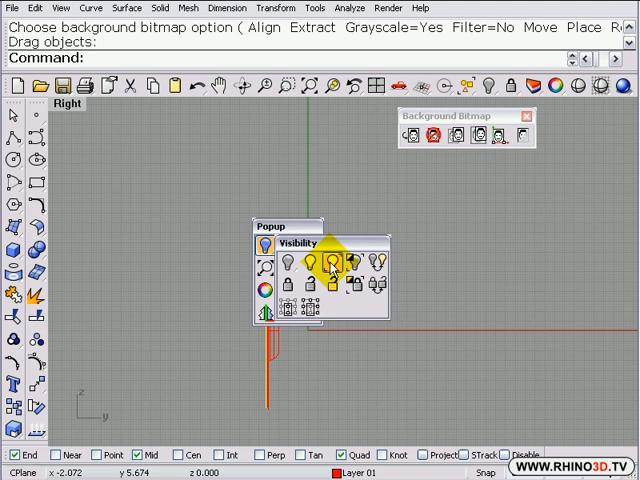 File Edit View Curve Surface Solid Mesh Dimension Transform Tools Analyze Render Help
Choose background bitmap option ( Align Extract Grayscale=Yes Filter=No Move Place
Drag objects:
Command:
Right
Background Bitmap
Popup
Visibility
z
y
End Near Point Mid Cen Int Perp Tan Quad Knot Project STrack Disable
CPlane x -2.072 y 5.674 z 0.000 Layer 01 Snap
WWW.RHINO3D.TV